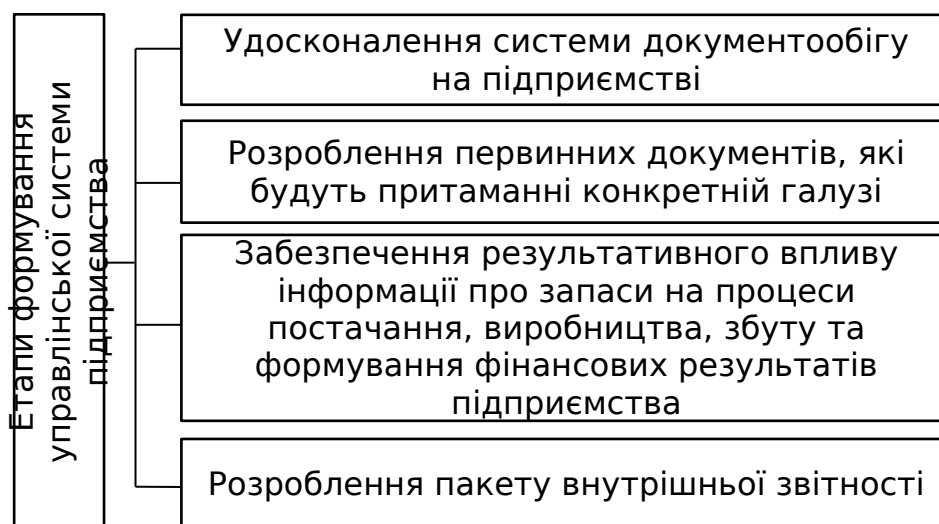 Етапи формування
управлінської системи
підприємства
Удосконалення системи документообігу
на підприємстві
Розроблення первинних документів, які
будуть притаманні конкретній галузі
Забезпечення результативного впливу
інформації про запаси на процеси
постачання, виробництва, збуту та
формування фінансових результатів
підприємства
Розроблення пакету внутрішньої звітності